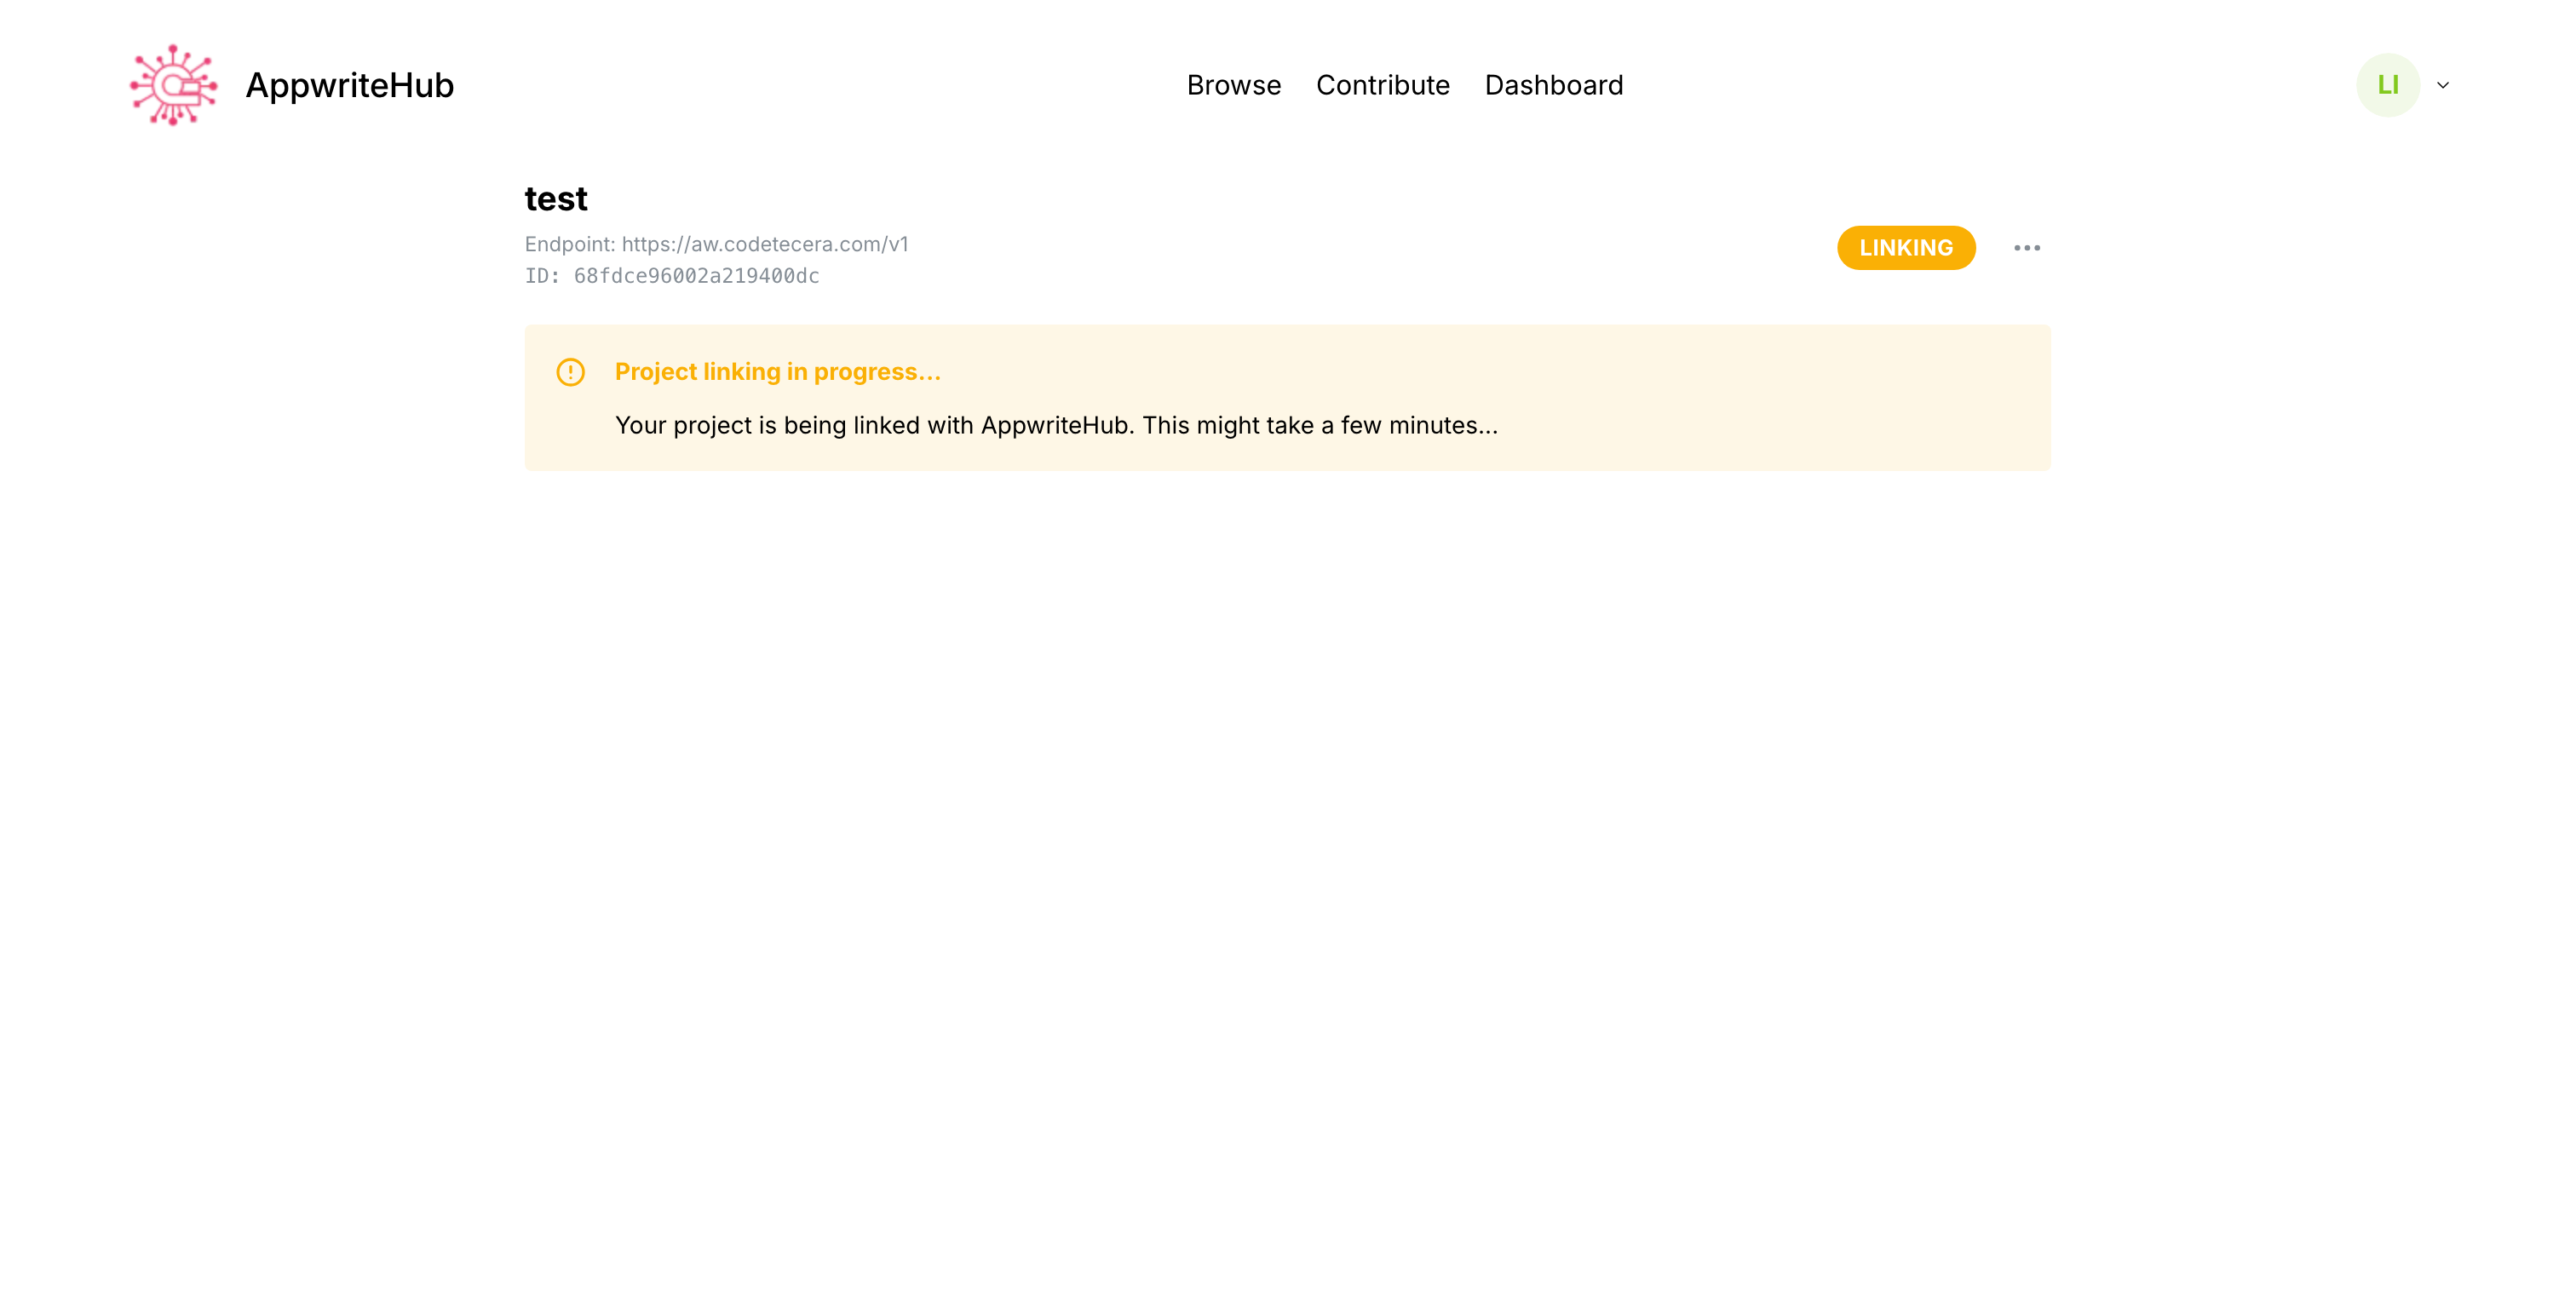 AppwriteHub
Browse
Contribute
Dashboard
LI
test
Endpoint: https://aw.codetecera.com/v1
ID: 68fdce96002a219400dc
LINKING
Project linking in progress...
Your project is being linked with AppwriteHub. This might take a few minutes...